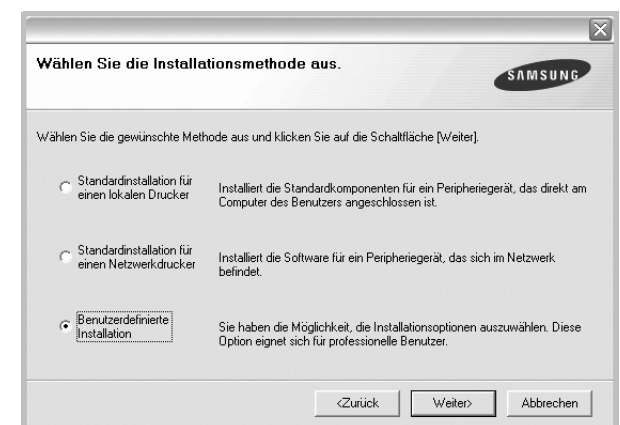 Wählen Sie die Installationsmethode aus.
SAMSUNG
Wählen Sie die gewünschte Methode aus und klicken Sie auf die Schaltfläche [Weiter].
Standardinstallation für
einen lokalen Drucker
Installiert die Standardkomponenten für ein Peripheriegerät, das direkt am
Computer des Benutzers angeschlossen ist.
Standardinstallation für
einen Netzwerkdrucker
Installiert die Software für ein Peripheriegerät, das sich im Netzwerk
befindet.
Benutzerdefinierte
Installation
Sie haben die Möglichkeit, die Installationsoptionen auszuwählen. Diese
Option eignet sich für professionelle Benutzer.
<Zurück
Weiter>
Abbrechen